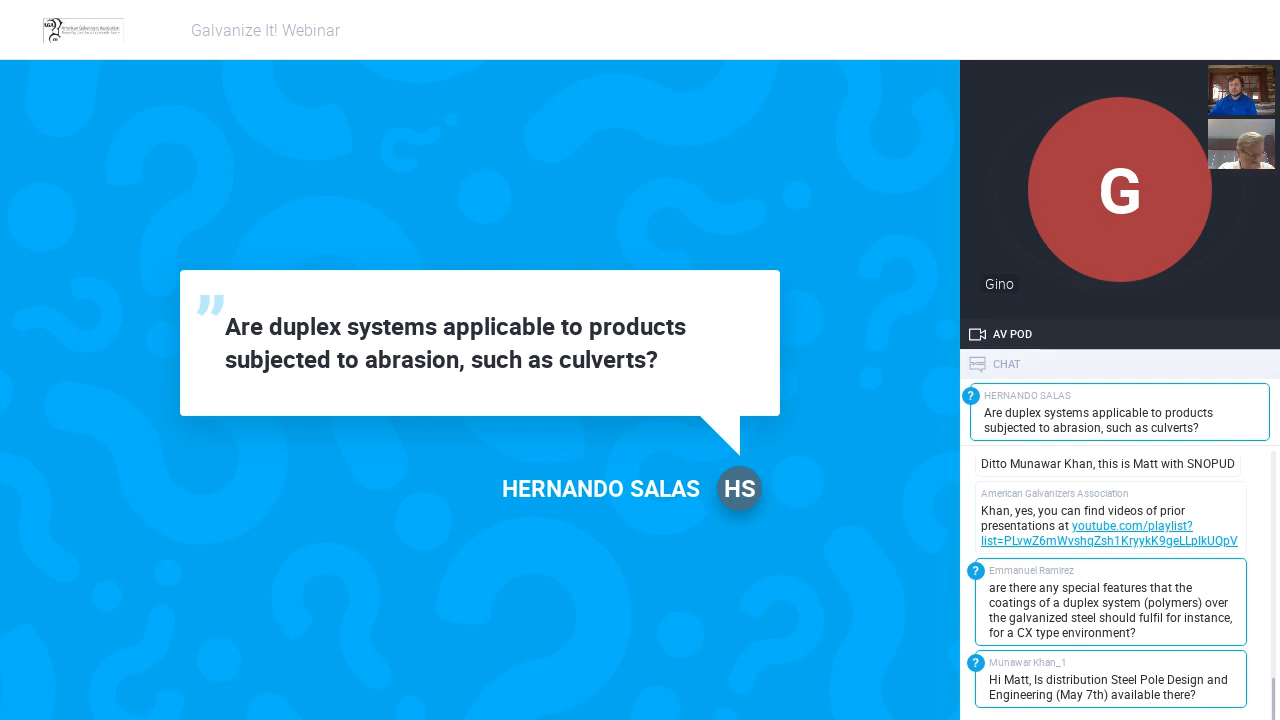 American Galvanizers Association
Galvanize It! Webinar
Are duplex systems applicable to products
subjected to abrasion, such as culverts?
HERNANDO SALAS HS
G
Gino
AV POD
CHAT
?
HERNANDO SALAS
Are duplex systems applicable to products
subjected to abrasion, such as culverts?
Ditto Munawar Khan, this is Matt with SNOPUD
American Galvanizers Association
Khan, yes, you can find videos of prior
presentations at youtube.com/playlist?
list=PLvwZ6mWvshqZsh1KryykK9geLLpIkUQpV
?
Emmanuel Ramirez
are there any special features that the
coatings of a duplex system (polymers) over
the galvanized steel should fulfil for instance,
for a CX type environment?
?
Munawar Khan_1
Hi Matt, Is distribution Steel Pole Design and
Engineering (May 7th) available there?